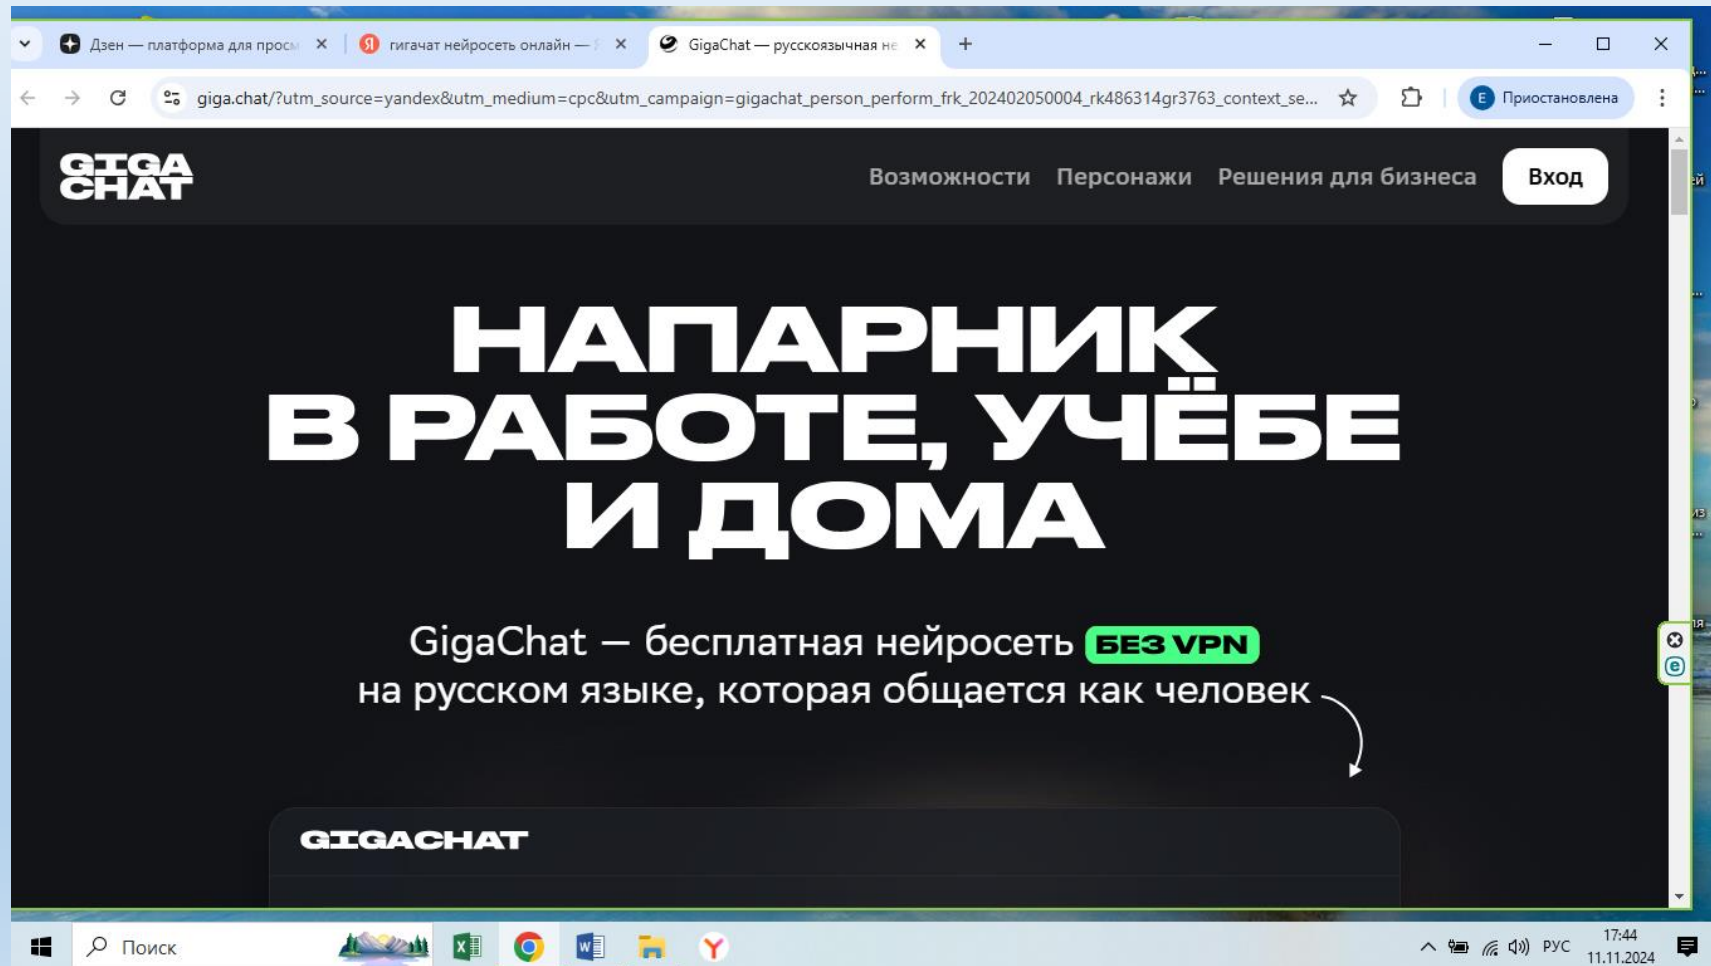 Дзен — платформа для просм
гигачат нейросеть онлайн —
GigaChat — русскоязычная не
giga.chat/?utm_source=yandex&utm_medium=cpc&utm_campaign=gigachat_person_perform_frk_202402050004_rk486314gr3763_context_se...
E Приостановлена
GIGA
CHAT
Возможности Персонажи Решения для бизнеса Вход
НАПАРНИК
В РАБОТЕ, УЧЁБЕ
И ДОМА
GigaChat — бесплатная нейросеть БЕЗ VPN
на русском языке, которая общается как человек
GIGACHAT
Поиск
РУС
17:44
11.11.2024